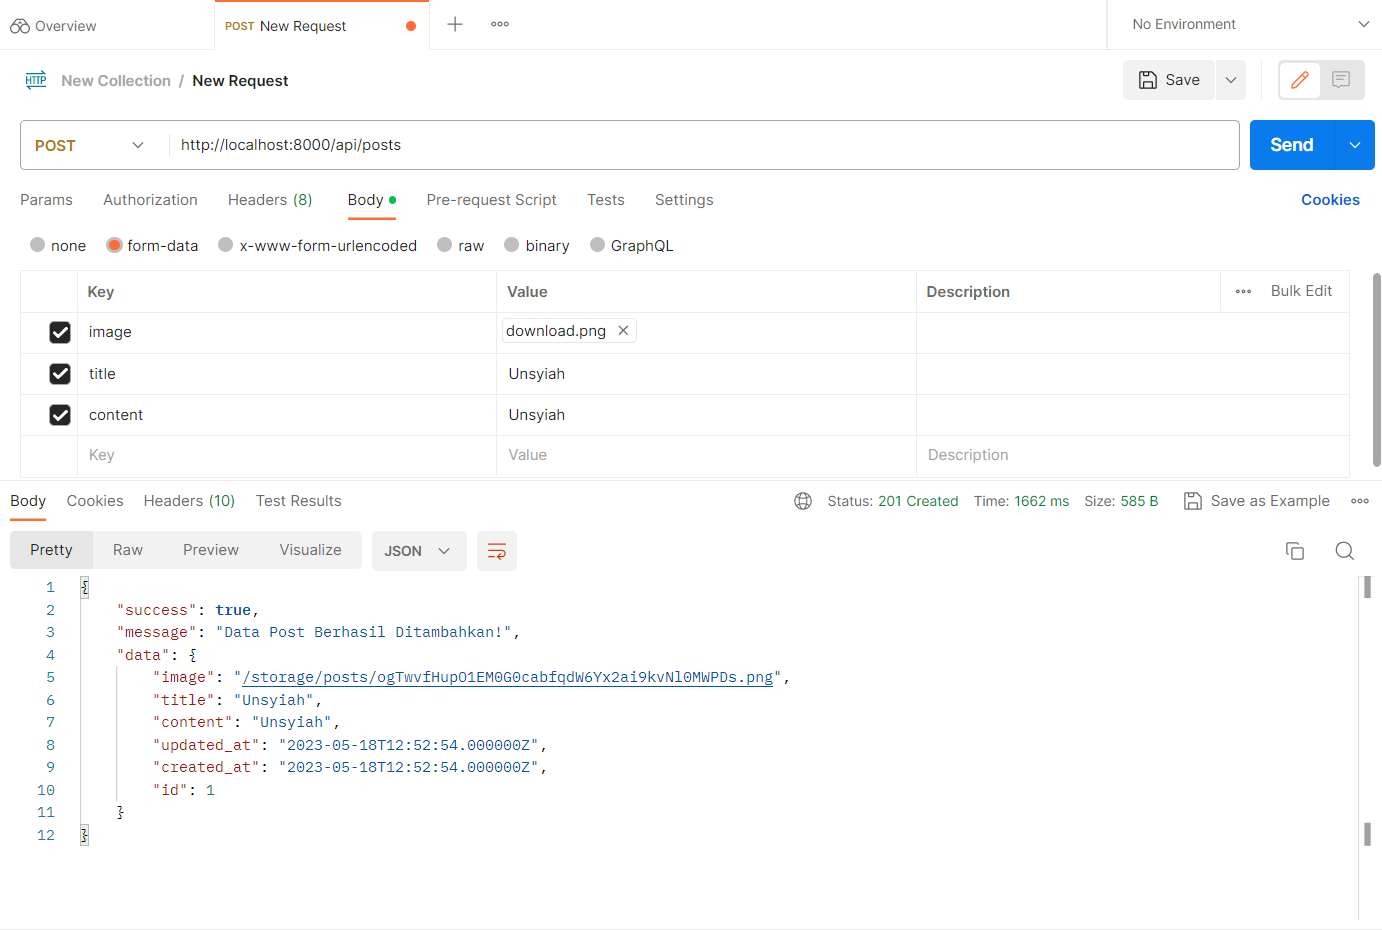 Overview
POST New Request
No Environment
HTTP New Collection / New Request
Save
POST http://localhost:8000/api/posts
Send
Params Authorization Headers (8) Body Pre-request Script Tests Settings Cookies
none form-data x-www-form-urlencoded raw binary GraphQL
Key Value Description Bulk Edit
image download.png
title Unsyiah
content Unsyiah
Key Value Description
Body Cookies Headers (10) Test Results Status: 201 Created Time: 1662 ms Size: 585 B Save as Example
Pretty Raw Preview Visualize JSON
1 {
2 "success": true,
3 "message": "Data Post Berhasil Ditambahkan!",
4 "data": {
5 "image": "/storage/posts/ogTwvfHupO1EM0G0cabfqdW6Yx2ai9kvNl0MWPDs.png",
6 "title": "Unsyiah",
7 "content": "Unsyiah",
8 "updated_at": "2023-05-18T12:52:54.000000Z",
9 "created_at": "2023-05-18T12:52:54.000000Z",
10 "id": 1
11 }
12 }